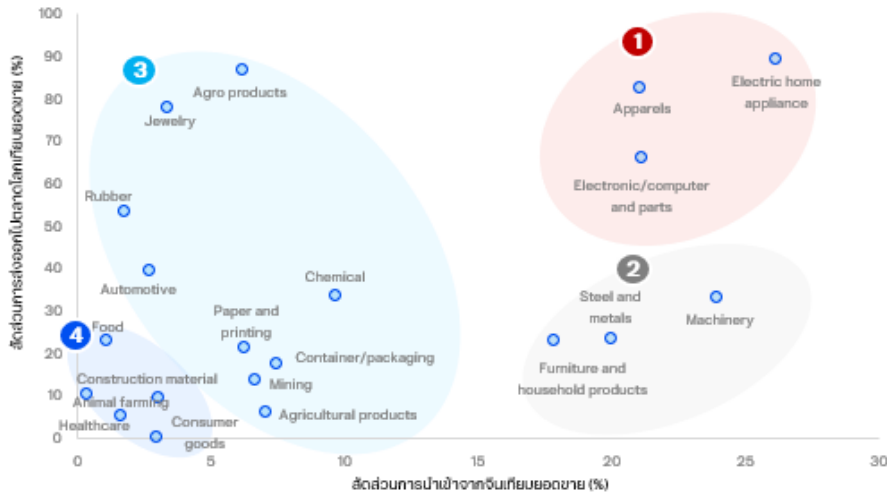 สัดส่วนการส่งออกไปตลาดโลกเทียบยอดขาย (%)
100
90
80
70
60
50
40
30
20
10
0
1
Electric home
appliance
Apparels
Electronic/computer
and parts
2
Steel and
metals
Machinery
Furniture and
household products
3
Agro products
Jewelry
Rubber
Automotive
Chemical
Paper and
printing
Container/packaging
Mining
Agricultural products
4
Food
Construction material
Animal farming
Healthcare
Consumer
goods
0
5
10
15
20
25
30
สัดส่วนการนำเข้าจากจีนเทียบยอดขาย (%)